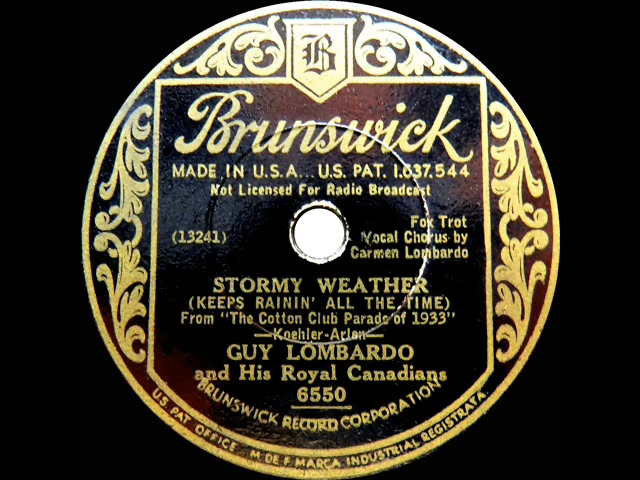 B
Brunswick
MADE IN U.S.A... U.S. PAT. 1,637,544
Not Licensed For Radio Broadcast
Fox Trot
(13241)
Vocal Chorus by
Carmen Lombardo
STORMY WEATHER
(KEEPS RAININ' ALL THE TIME)
From "The Cotton Club Parade of 1933"
—Koehler-Arlen—
GUY LOMBARDO
and His Royal Canadians
6550
BRUNSWICK RECORD CORPORATION
U.S. PAT. OFFICE. M DE F. MARCA INDUSTRIAL REGISTRATA.